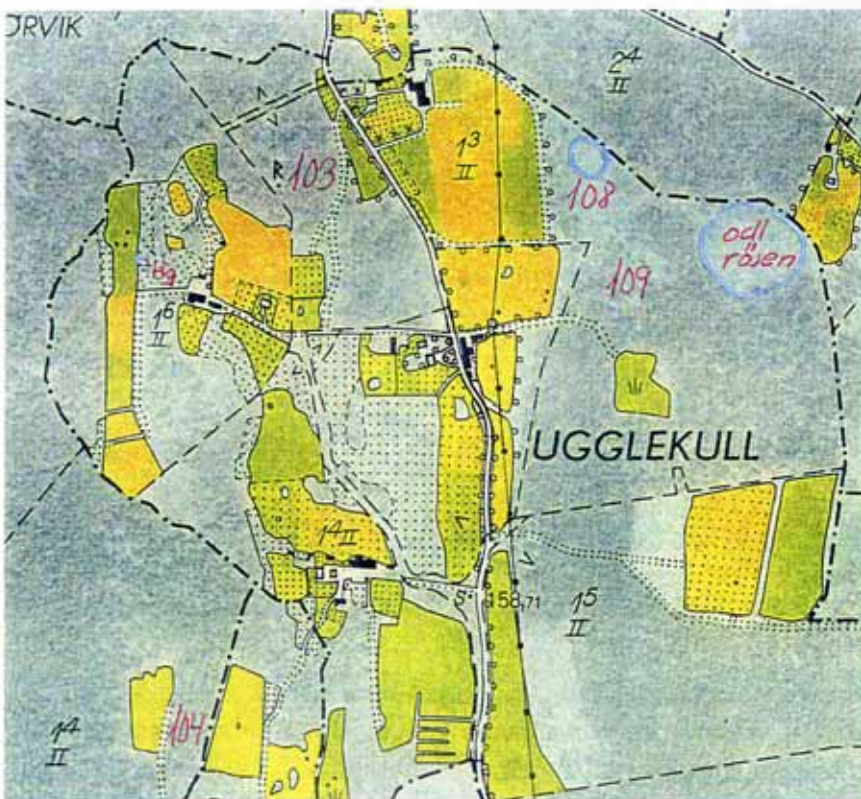 ORVIK
2⁴
II
1³
II
R
103
108
odl
rösen
109
89
1⁶
II
UGGLEKULL
1⁴ II
S
158,71
1⁵
II
104
1⁴
II